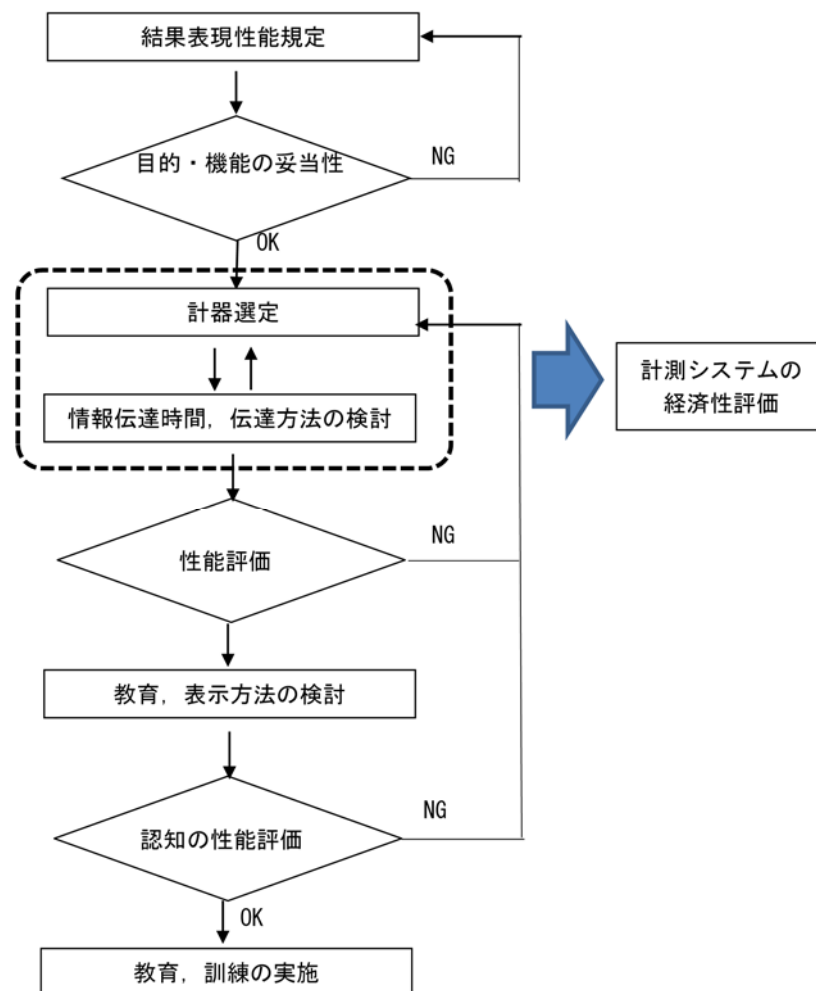 結果表現性能規定
目的・機能の妥当性
NG
OK
計器選定
計測システムの
経済性評価
情報伝達時間，伝達方法の検討
性能評価
NG
教育，表示方法の検討
認知の性能評価
NG
OK
教育，訓練の実施